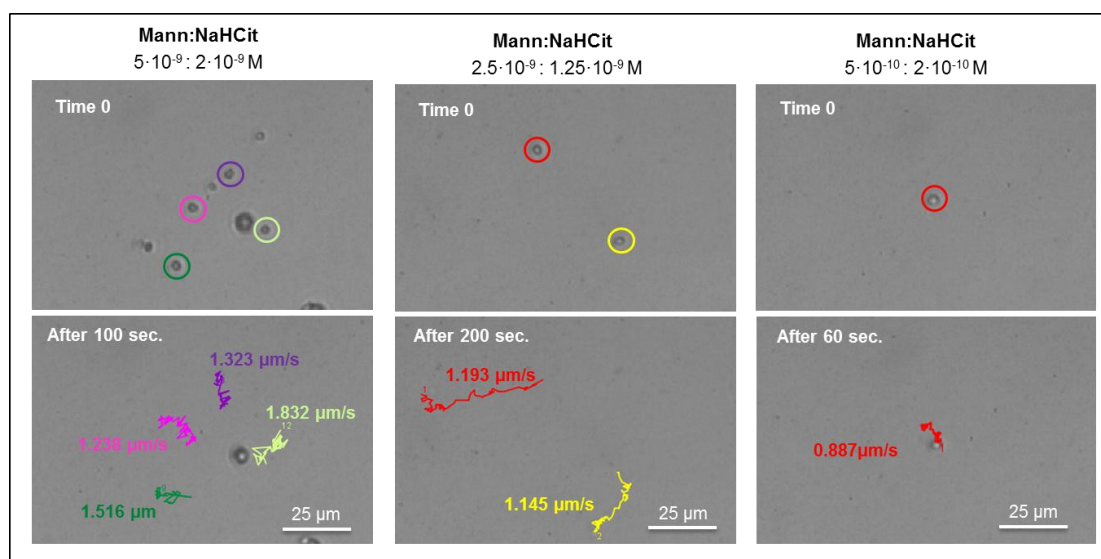 Mann:NaHCit
5·10⁻⁹ : 2·10⁻⁹ M
Mann:NaHCit
2.5·10⁻⁹ : 1.25·10⁻⁹ M
Mann:NaHCit
5·10⁻¹⁰ : 2·10⁻¹⁰ M
Time 0
Time 0
Time 0
After 100 sec.
1.323 µm/s
1.832 µm/s
12
1.238 µm/s
1.516 µm
25 µm
After 200 sec.
1
1.193 µm/s
1.145 µm/s
2
25 µm
After 60 sec.
0.887µm/s
25 µm